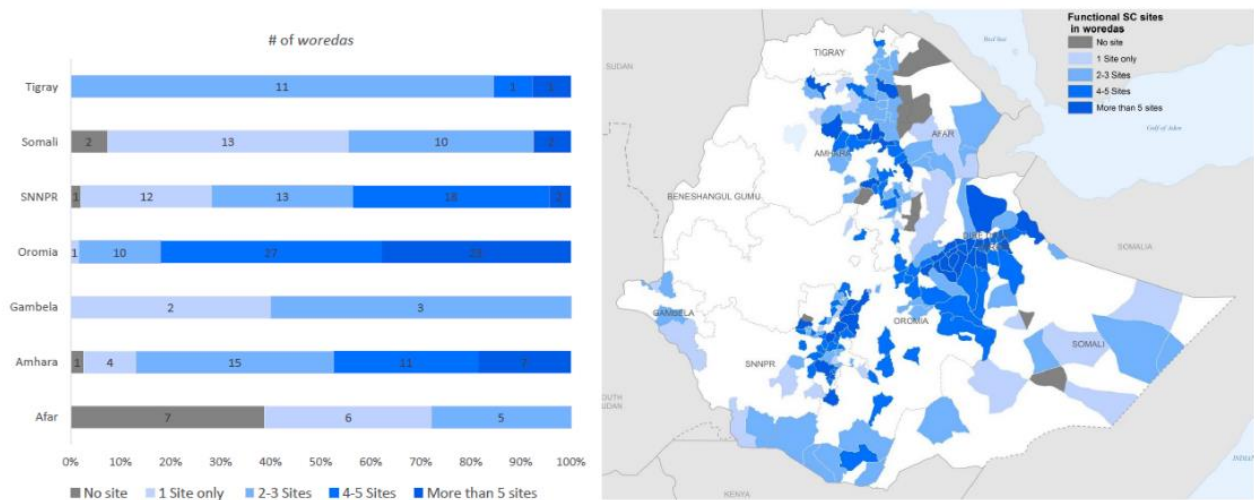 # of woredas
Tigray 11 1 1
Somali 2 13 10 2
SNNPR 1 12 13 18 2
Oromia 1 10 27
Gambela 2 3
Amhara 1 4 15 11 7
Afar 7 6 5
0% 10% 20% 30% 40% 50% 60% 70% 80% 90% 100%
No site 1 Site only 2-3 Sites 4-5 Sites More than 5 sites
Functional SC sites
in woredas
No site
1 Site only
2-3 Sites
4-5 Sites
More than 5 sites
Red Sea
TIGRAY
SUDAN
Gulf of Aden
AFAR
AMHARA
BENESHANGUL GUMU
SOMALIA
GAMBELA
OROMIA
SOMALI
SNNPR
SUDAN
KENYA
INDIAN